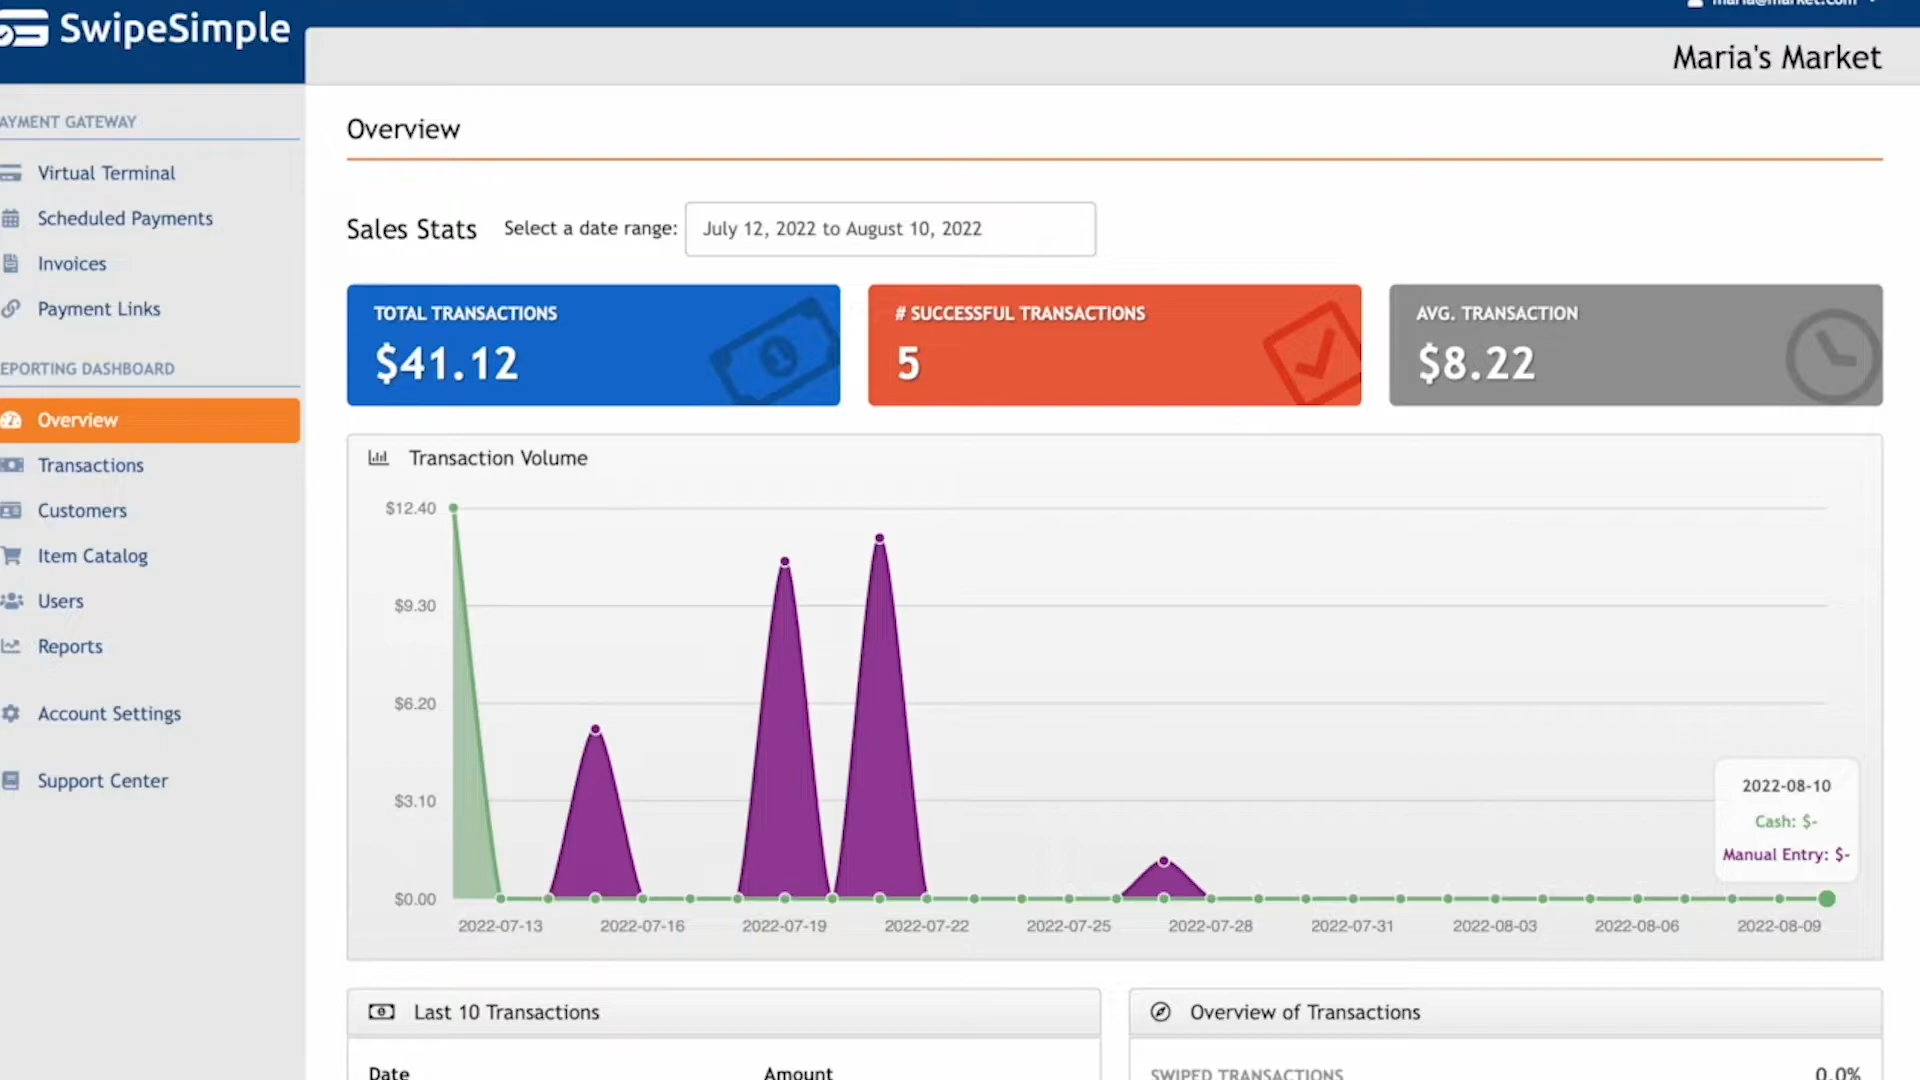 SwipeSimple
maria@market.com
Maria's Market
AYMENT GATEWAY
Virtual Terminal
Scheduled Payments
Invoices
Payment Links
EPORTING DASHBOARD
Overview
Transactions
Customers
Item Catalog
Users
Reports
Account Settings
Support Center
Overview
Sales Stats Select a date range: July 12, 2022 to August 10, 2022
TOTAL TRANSACTIONS
$41.12
# SUCCESSFUL TRANSACTIONS
5
AVG. TRANSACTION
$8.22
Transaction Volume
$12.40
$9.30
$6.20
$3.10
$0.00
2022-07-13 2022-07-16 2022-07-19 2022-07-22 2022-07-25 2022-07-28 2022-07-31 2022-08-03 2022-08-06 2022-08-09
2022-08-10
Cash: $-
Manual Entry: $-
Last 10 Transactions
Date Amount
Overview of Transactions
SWIPED TRANSACTIONS 0.0%